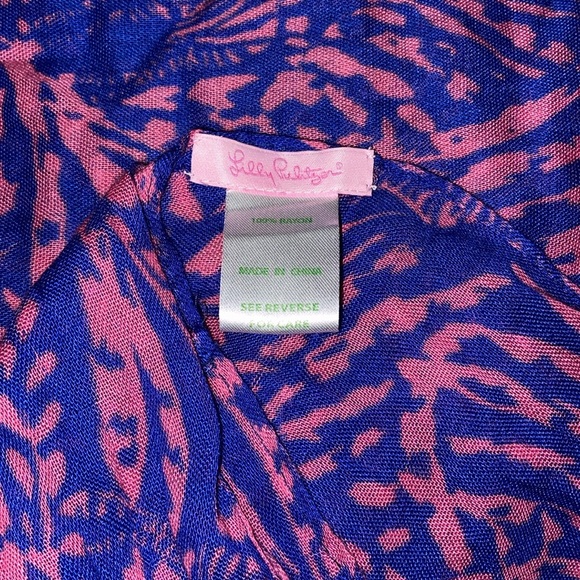 Lilly Pulitzer®
100% RAYON
MADE IN CHINA
SEE REVERSE
FOR CARE